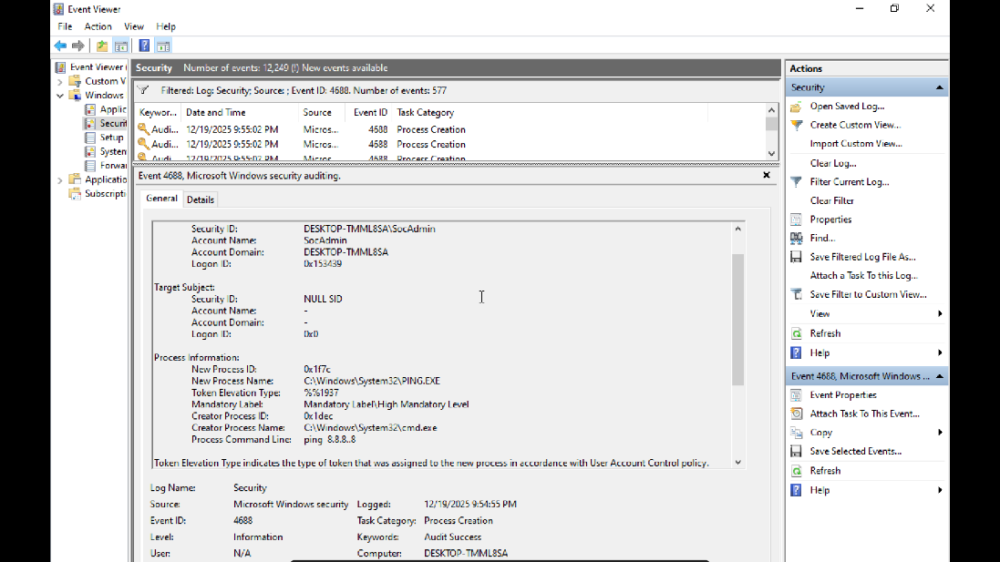 Event Viewer
File Action View Help
Event Viewer (
Custom V
Windows
Applic
Securit
Setup
System
Forwar
Applicatio
Subscripti
Security Number of events: 12,249 (!) New events available
Filtered: Log: Security; Source: ; Event ID: 4688. Number of events: 577
Keywor... Date and Time Source Event ID Task Category
Audi... 12/19/2025 9:55:02 PM Micros... 4688 Process Creation
Audi... 12/19/2025 9:55:02 PM Micros... 4688 Process Creation
Audi... 12/19/2025 9:55:02 PM Micros... 4688 Process Creation
Event 4688, Microsoft Windows security auditing.
General Details
Security ID: DESKTOP-TMML8SA\SocAdmin
Account Name: SocAdmin
Account Domain: DESKTOP-TMML8SA
Logon ID: 0x153439
Target Subject:
Security ID: NULL SID
Account Name: -
Account Domain: -
Logon ID: 0x0
Process Information:
New Process ID: 0x1f7c
New Process Name: C:\Windows\System32\PING.EXE
Token Elevation Type: %%1937
Mandatory Label: Mandatory Label\High Mandatory Level
Creator Process ID: 0x1dec
Creator Process Name: C:\Windows\System32\cmd.exe
Process Command Line: ping 8.8.8..8
Token Elevation Type indicates the type of token that was assigned to the new process in accordance with User Account Control policy.
Log Name: Security
Source: Microsoft Windows security Logged: 12/19/2025 9:54:55 PM
Event ID: 4688 Task Category: Process Creation
Level: Information Keywords: Audit Success
User: N/A Computer: DESKTOP-TMML8SA
Actions
Security
Open Saved Log...
Create Custom View...
Import Custom View...
Clear Log...
Filter Current Log...
Clear Filter
Properties
Find...
Save Filtered Log File As...
Attach a Task To this Log...
Save Filter to Custom View...
View
Refresh
Help
Event 4688, Microsoft Windows ...
Event Properties
Attach Task To This Event...
Copy
Save Selected Events...
Refresh
Help